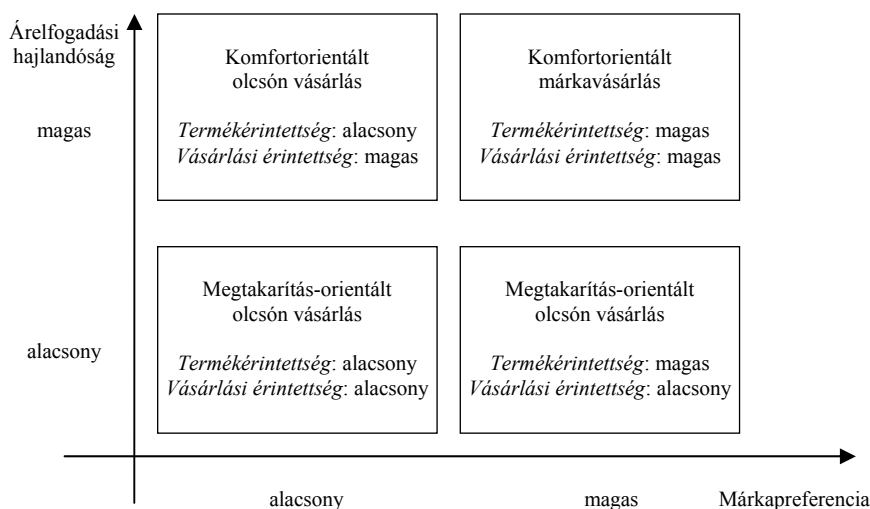 Árelfogadási
hajlandóság
magas
Komfortorientált
olcsón vásárlás
Termékérintettség: alacsony
Vásárlási érintettség: magas
Komfortorientált
márkavásárlás
Termékérintettség: magas
Vásárlási érintettség: magas
alacsony
Megtakarítás-orientált
olcsón vásárlás
Termékérintettség: alacsony
Vásárlási érintettség: alacsony
Megtakarítás-orientált
olcsón vásárlás
Termékérintettség: magas
Vásárlási érintettség: alacsony
alacsony
magas
Márkapreferencia